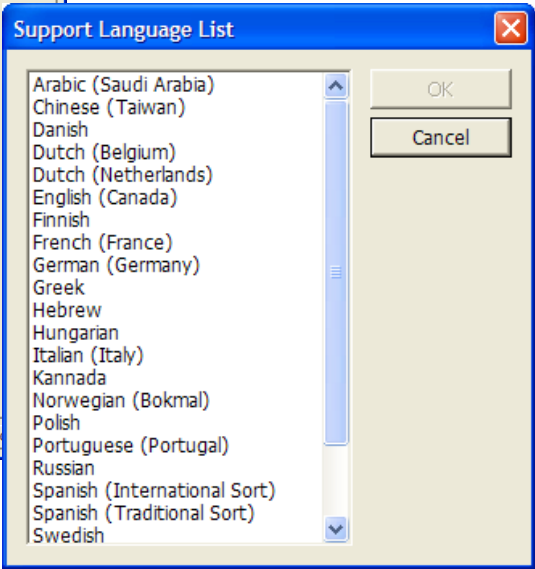 Support Language List
Arabic (Saudi Arabia)
Chinese (Taiwan)
Danish
Dutch (Belgium)
Dutch (Netherlands)
English (Canada)
Finnish
French (France)
German (Germany)
Greek
Hebrew
Hungarian
Italian (Italy)
Kannada
Norwegian (Bokmal)
Polish
Portuguese (Portugal)
Russian
Spanish (International Sort)
Spanish (Traditional Sort)
Swedish
OK
Cancel